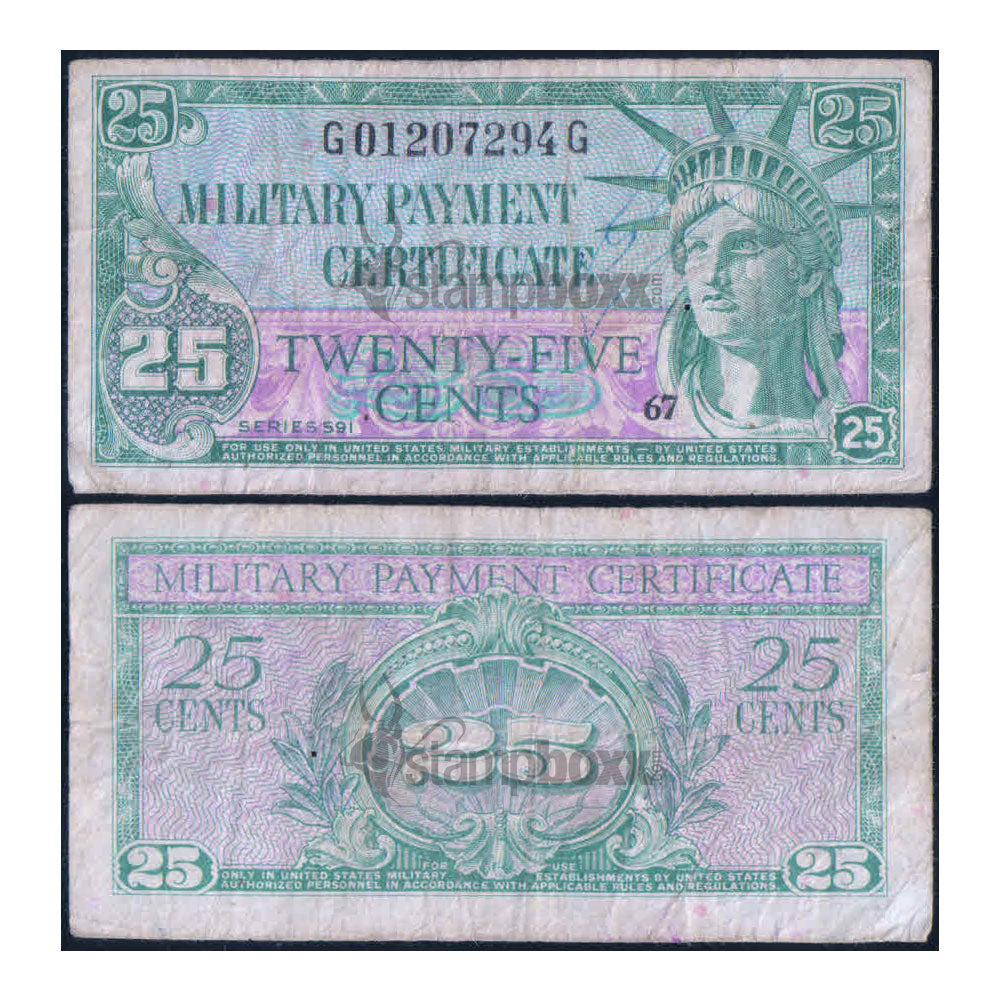 25 25
G01207294G
MILITARY PAYMENT
CERTIFICATE
stampboxx.com
25
TWENTY-FIVE
CENTS
67
SERIES 591
25
FOR USE ONLY IN UNITED STATES MILITARY ESTABLISHMENTS — BY UNITED STATES
AUTHORIZED PERSONNEL IN ACCORDANCE WITH APPLICABLE RULES AND REGULATIONS.
MILITARY PAYMENT CERTIFICATE
25 25
CENTS CENTS
25
stampboxx
25 25
FOR USE
ONLY IN UNITED STATES MILITARY ESTABLISHMENTS BY UNITED STATES
AUTHORIZED PERSONNEL IN ACCORDANCE WITH APPLICABLE RULES AND REGULATIONS.